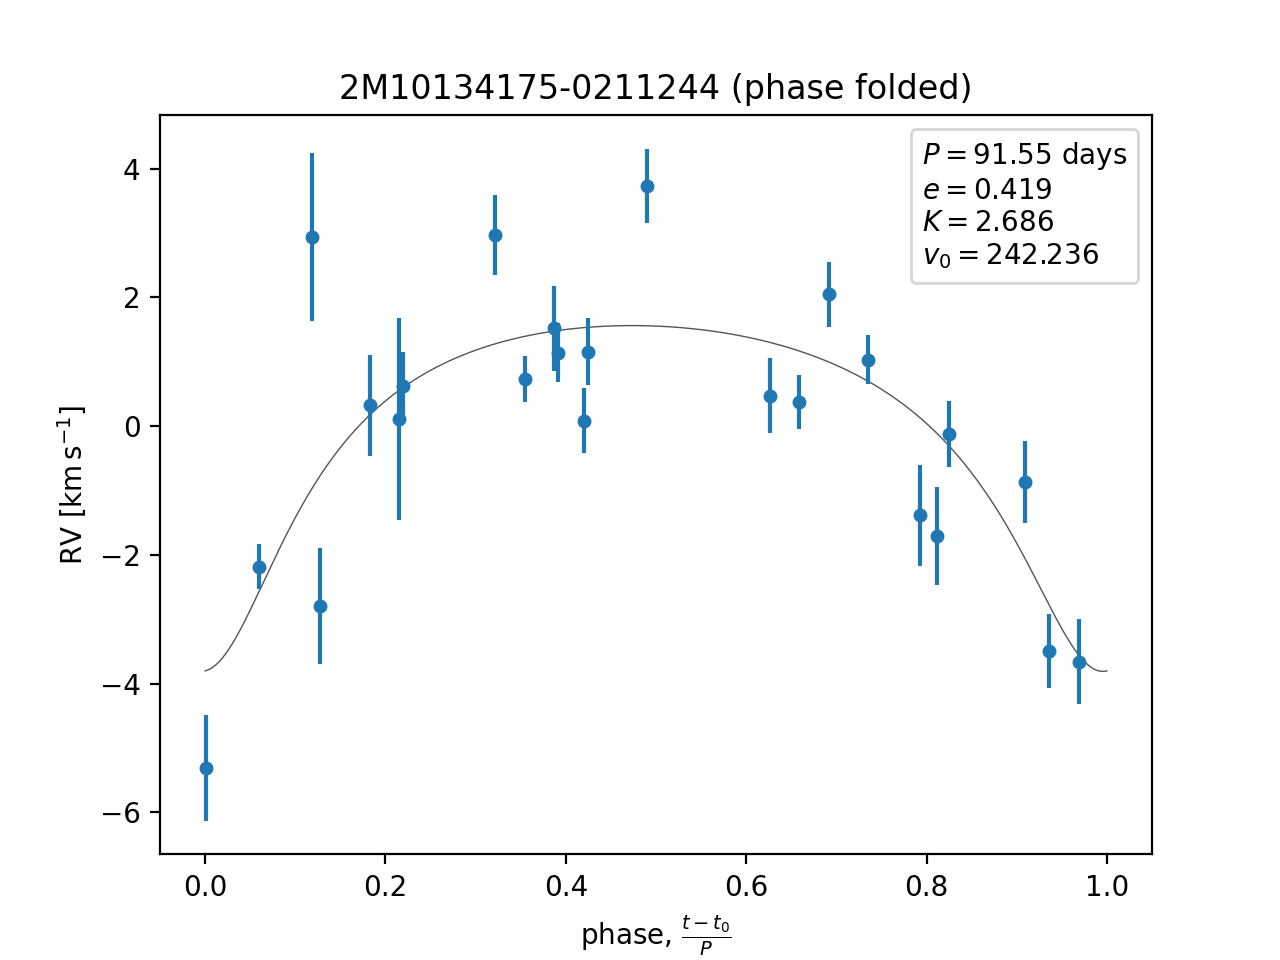 2M10134175-0211244 (phase folded)
P = 91.55 days
e = 0.419
K = 2.686
v₀ = 242.236
4
2
0
−2
−4
−6
RV [km s⁻¹]
0.0 0.2 0.4 0.6 0.8 1.0
phase, (t − t₀)/P